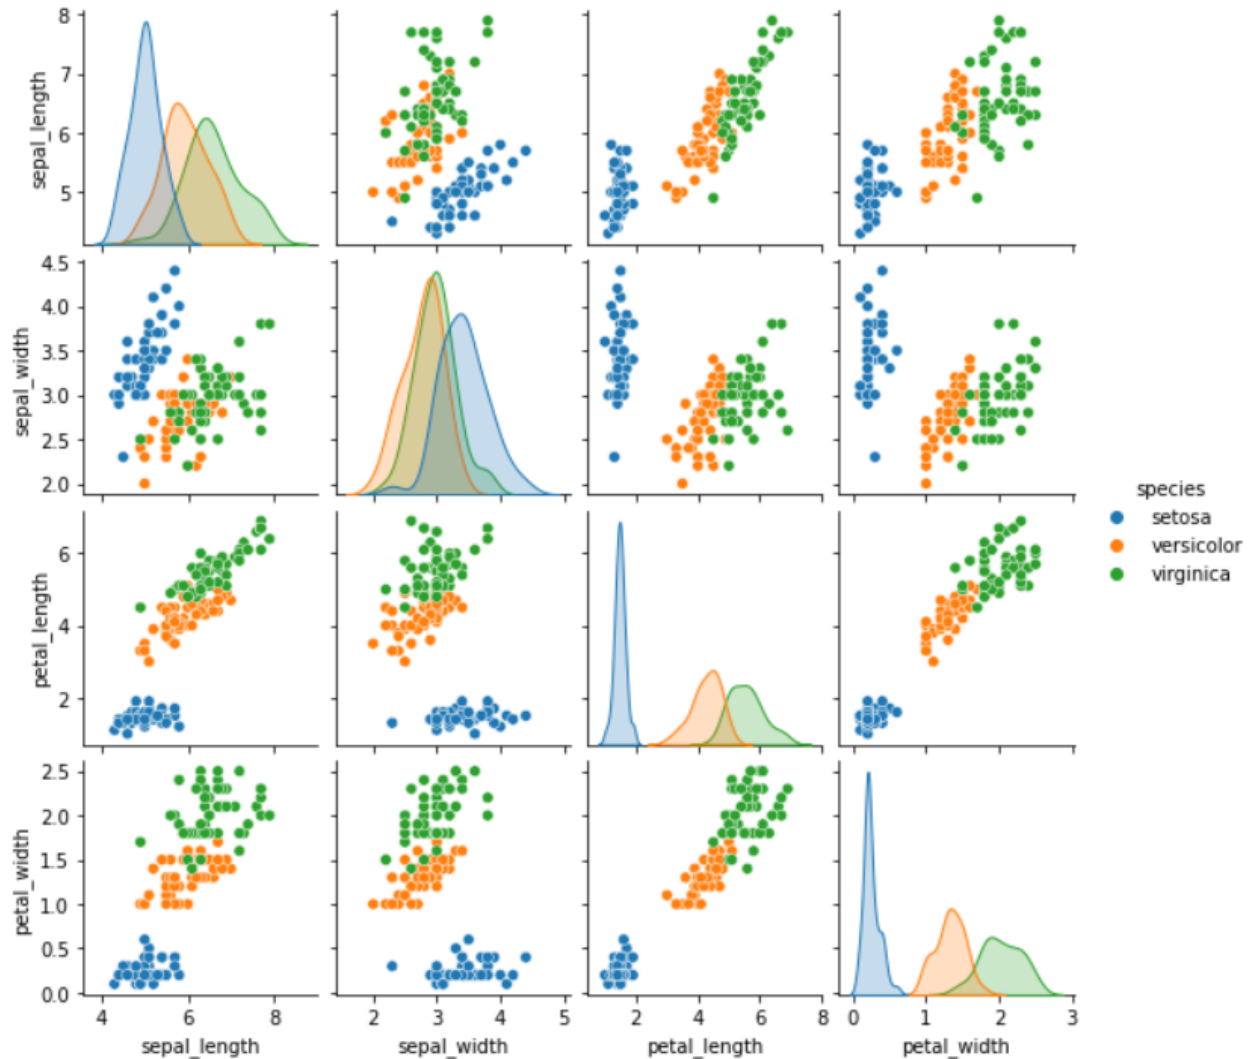 sepal_length
8
7
6
5
sepal_width
4.5
4.0
3.5
3.0
2.5
2.0
petal_length
6
4
2
petal_width
2.5
2.0
1.5
1.0
0.5
0.0
4 6 8
sepal_length
2 3 4 5
sepal_width
2 4 6 8
petal_length
0 1 2 3
petal_width
species
setosa
versicolor
virginica